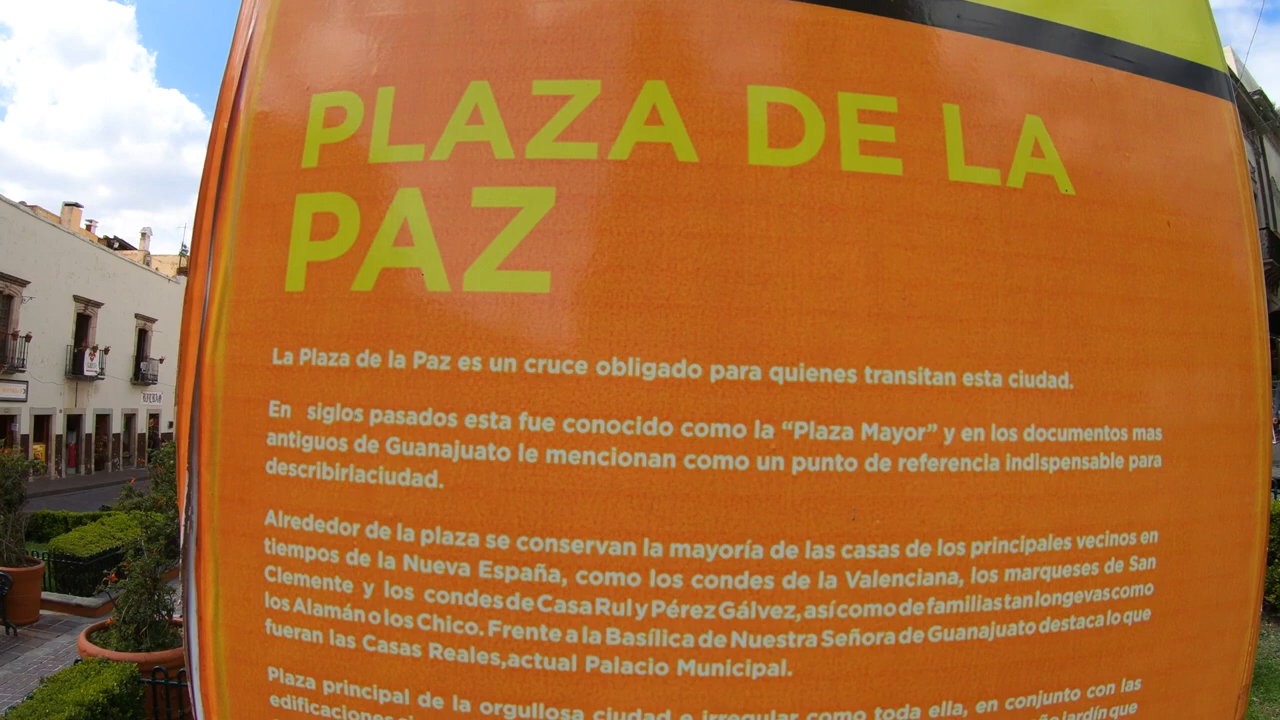 PLAZA DE LA
PAZ
La Plaza de la Paz es un cruce obligado para quienes transitan esta ciudad.
En siglos pasados esta fue conocido como la “Plaza Mayor” y en los documentos mas
antiguos de Guanajuato le mencionan como un punto de referencia indispensable para
describirlaciudad.
Alrededor de la plaza se conservan la mayoría de las casas de los principales vecinos en
tiempos de la Nueva España, como los condes de la Valenciana, los marqueses de San
Clemente y los condes de Casa Rul y Pérez Gálvez, así como de familias tan longevas como
los Alamán o los Chico. Frente a la Basílica de Nuestra Señora de Guanajuato destaca lo que
fueran las Casas Reales,actual Palacio Municipal.
Plaza principal de la orgullosa ciudad e irregular como toda ella, en conjunto con las
edificaciones
jardín que